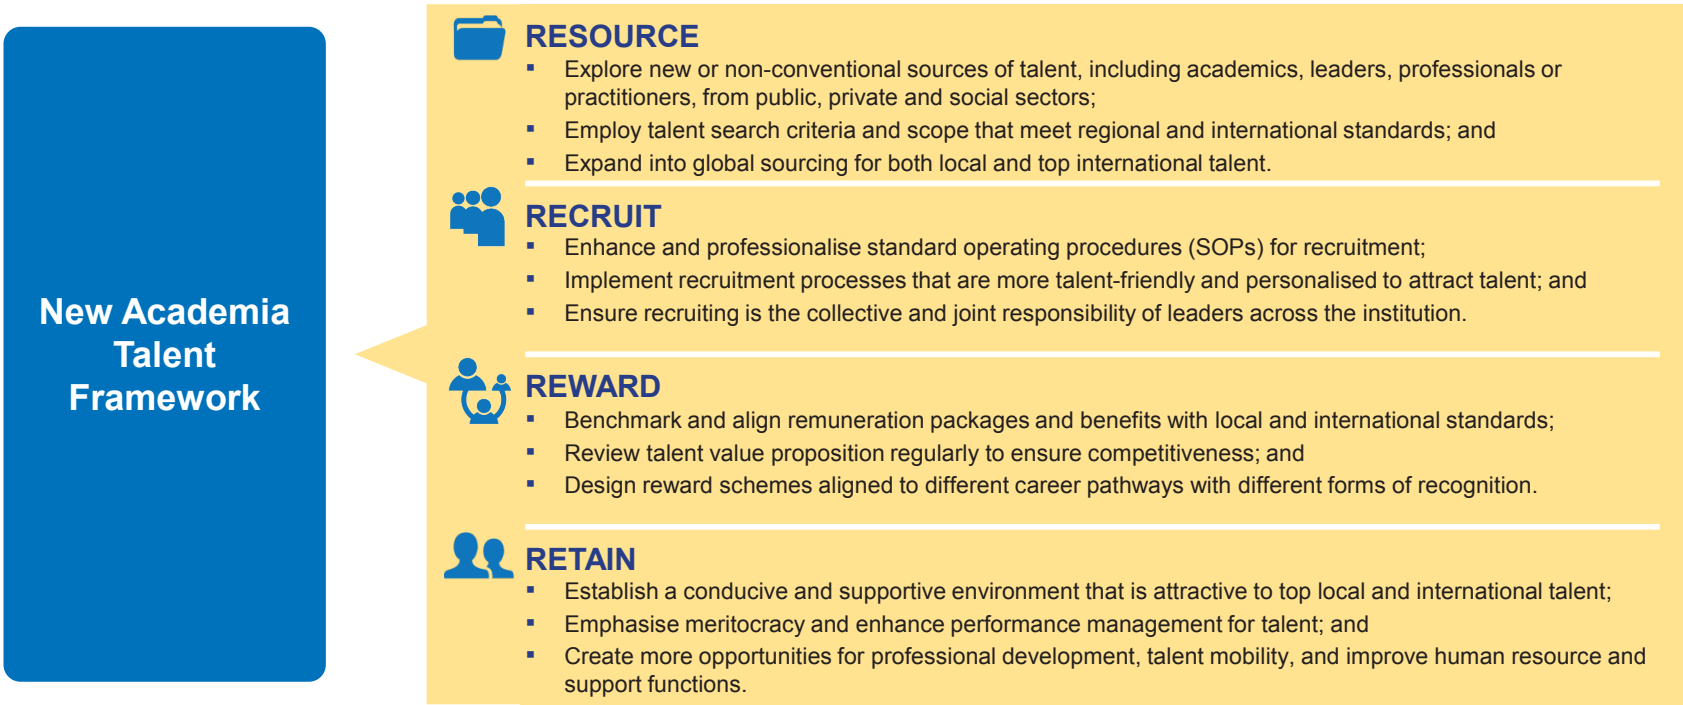 New Academia
Talent
Framework
RESOURCE
▪ Explore new or non-conventional sources of talent, including academics, leaders, professionals or
practitioners, from public, private and social sectors;
▪ Employ talent search criteria and scope that meet regional and international standards; and
▪ Expand into global sourcing for both local and top international talent.
RECRUIT
▪ Enhance and professionalise standard operating procedures (SOPs) for recruitment;
▪ Implement recruitment processes that are more talent-friendly and personalised to attract talent; and
▪ Ensure recruiting is the collective and joint responsibility of leaders across the institution.
REWARD
▪ Benchmark and align remuneration packages and benefits with local and international standards;
▪ Review talent value proposition regularly to ensure competitiveness; and
▪ Design reward schemes aligned to different career pathways with different forms of recognition.
RETAIN
▪ Establish a conducive and supportive environment that is attractive to top local and international talent;
▪ Emphasise meritocracy and enhance performance management for talent; and
▪ Create more opportunities for professional development, talent mobility, and improve human resource and
support functions.